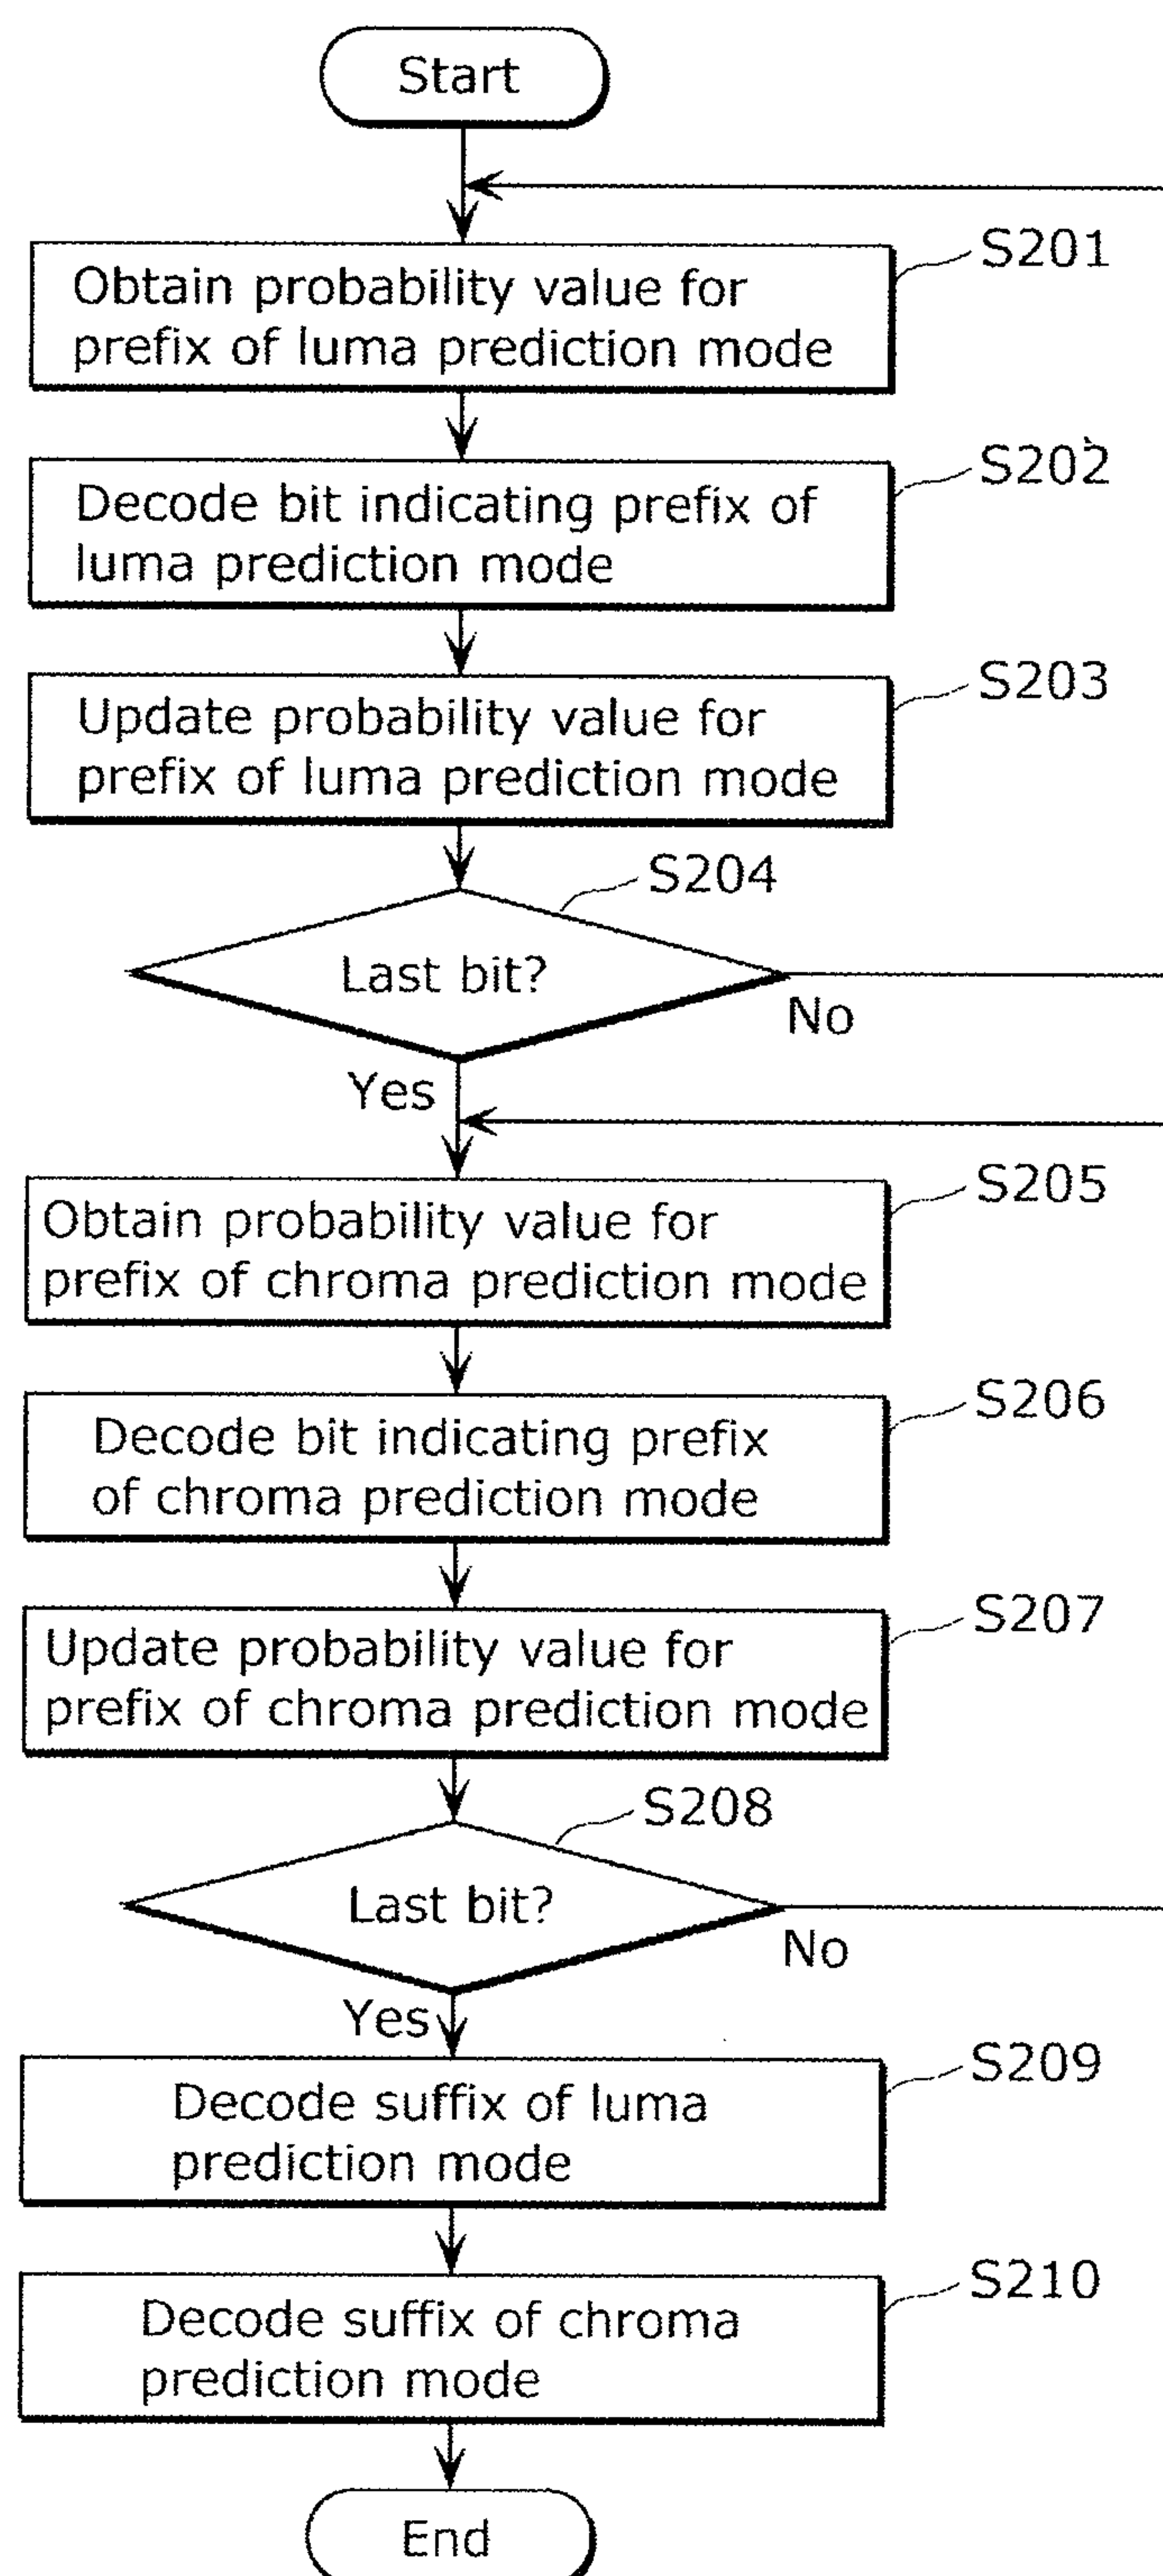 Start
S201
Obtain probability value for
prefix of luma prediction mode
S202
Decode bit indicating prefix of
luma prediction mode
S203
Update probability value for
prefix of luma prediction mode
S204
Last bit?
No
Yes
S205
Obtain probability value for
prefix of chroma prediction mode
S206
Decode bit indicating prefix
of chroma prediction mode
S207
Update probability value for
prefix of chroma prediction mode
S208
Last bit?
No
Yes
S209
Decode suffix of luma
prediction mode
S210
Decode suffix of chroma
prediction mode
End